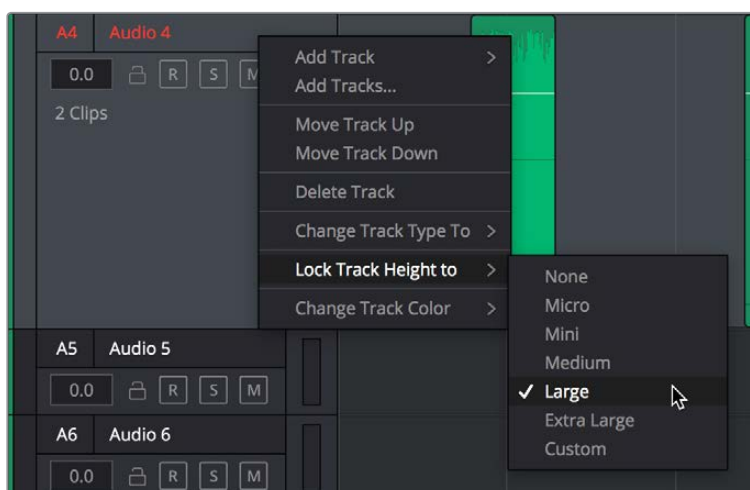 A4 Audio 4
0.0 R S M
2 Clips
Add Track
Add Tracks...
Move Track Up
Move Track Down
Delete Track
Change Track Type To
Lock Track Height to
Change Track Color
None
Micro
Mini
Medium
Large
Extra Large
Custom
A5 Audio 5
0.0 R S M
A6 Audio 6
0.0 R S M